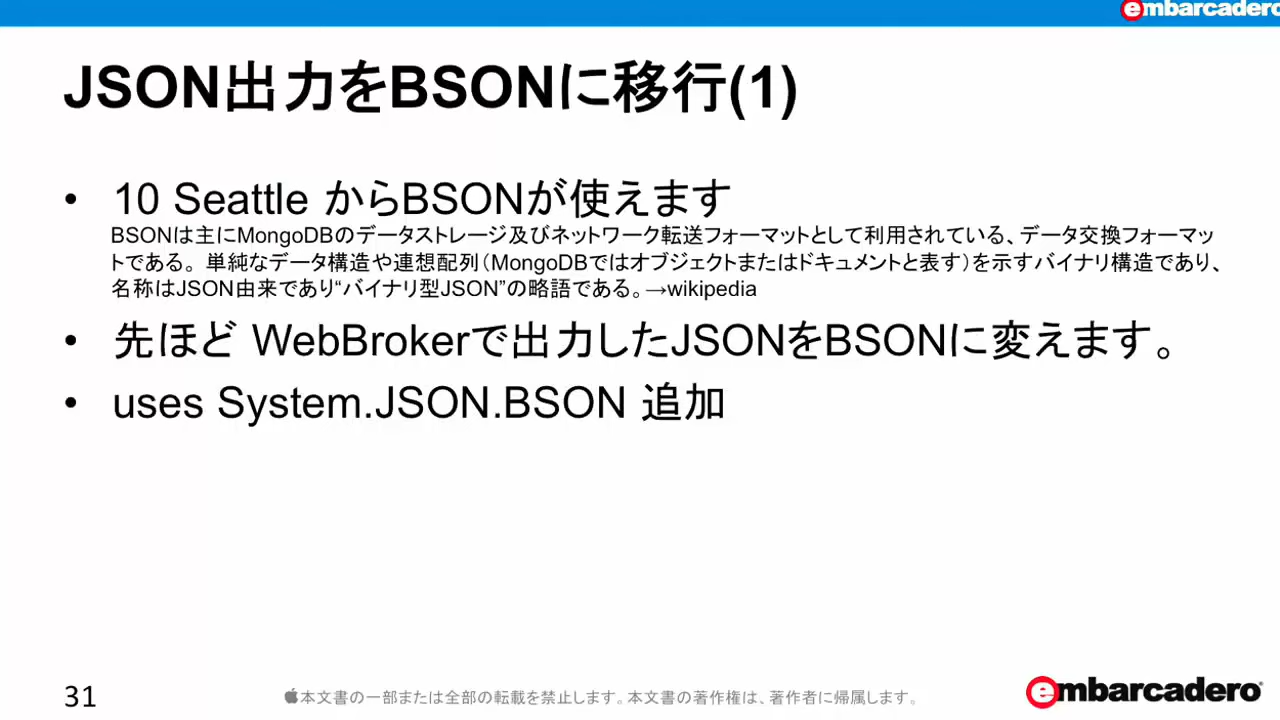 embarcadero
JSON出力をBSONに移行(1)
• 10 Seattle からBSONが使えます
BSONは主にMongoDBのデータストレージ及びネットワーク転送フォーマットとして利用されている、データ交換フォーマッ
トである。 単純なデータ構造や連想配列（MongoDBではオブジェクトまたはドキュメントと表す）を示すバイナリ構造であり、
名称はJSON由来であり“バイナリ型JSON”の略語である。→wikipedia
• 先ほど WebBrokerで出力したJSONをBSONに変えます。
• uses System.JSON.BSON 追加
31
本文書の一部または全部の転載を禁止します。本文書の著作権は、著作者に帰属します。
embarcadero®